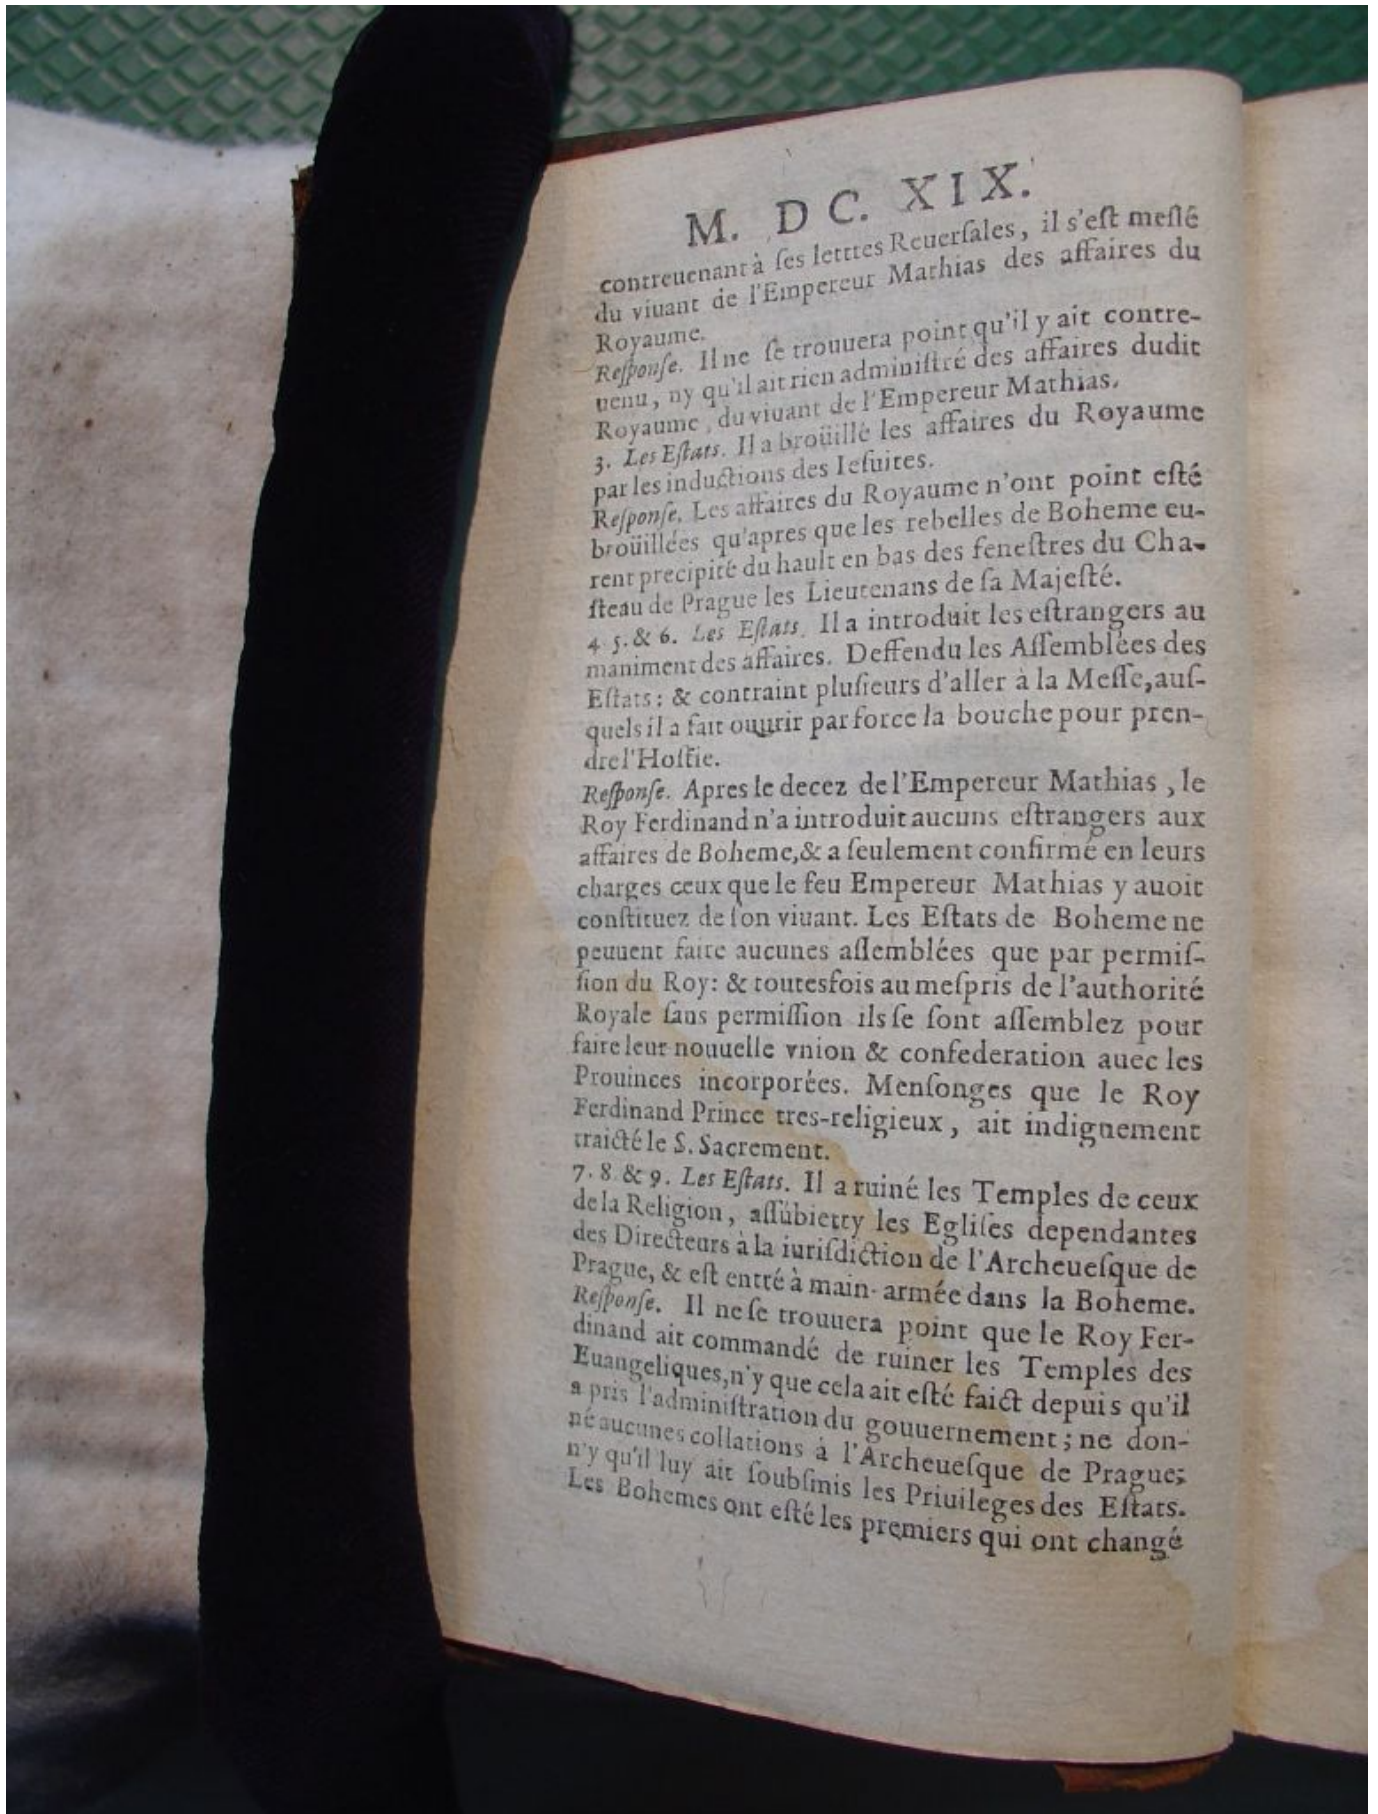 M. DC. XIX.
contreuenant à ſes letttes Reuerſales, il s'eſt meſlé
du viuant de l'Empereur Mathias des affaires du
Royaume.
Reſponſe. Il ne ſe trouuera point qu'il y ait contre-
uenu, ny qu'il ait rien adminiſtré des affaires dudit
Royaume, du viuant de l'Empereur Mathias.
3. Les Eſtats. Il a broüillé les affaires du Royaume
par les inductions des Ieſuites.
Reſponſe. Les affaires du Royaume n'ont point eſté
broüillées qu'apres que les rebelles de Boheme eu-
rent precipité du hault en bas des feneſtres du Cha-
ſteau de Prague les Lieutenans de ſa Majeſté.
4. 5. & 6. Les Eſtats. Il a introduit les eſtrangers au
maniment des affaires. Deffendu les Aſſemblées des
Eſtats: & contraint pluſieurs d'aller à la Meſſe, auſ-
quels il a fait ouurir par force la bouche pour pren-
dre l'Hoſtie.
Reſponſe. Apres le decez de l'Empereur Mathias, le
Roy Ferdinand n'a introduit aucuns eſtrangers aux
affaires de Boheme, & a ſeulement confirmé en leurs
charges ceux que le feu Empereur Mathias y auoit
conſtituez de ſon viuant. Les Eſtats de Boheme ne
peuuent faire aucunes aſſemblées que par permiſ-
ſion du Roy: & toutesfois au meſpris de l'authorité
Royale ſans permiſſion ils ſe ſont aſſemblez pour
faire leur nouuelle vnion & confederation auec les
Prouinces incorporées. Menſonges que le Roy
Ferdinand Prince tres-religieux, ait indignement
traicté le S. Sacrement.
7. 8. & 9. Les Eſtats. Il a ruiné les Temples de ceux
de la Religion, aſſübietty les Egliſes dependantes
des Directeurs à la iuriſdiction de l'Archeueſque de
Prague, & eſt entré à main-armée dans la Boheme.
Reſponſe. Il ne ſe trouuera point que le Roy Fer-
dinand ait commandé de ruiner les Temples des
Euangeliques, n'y que cela ait eſté faict depuis qu'il
a pris l'adminiſtration du gouuernement; ne don-
né aucunes collations à l'Archeueſque de Prague;
n'y qu'il luy ait ſoubſmis les Priuileges des Eſtats.
Les Bohemes ont eſté les premiers qui ont changé